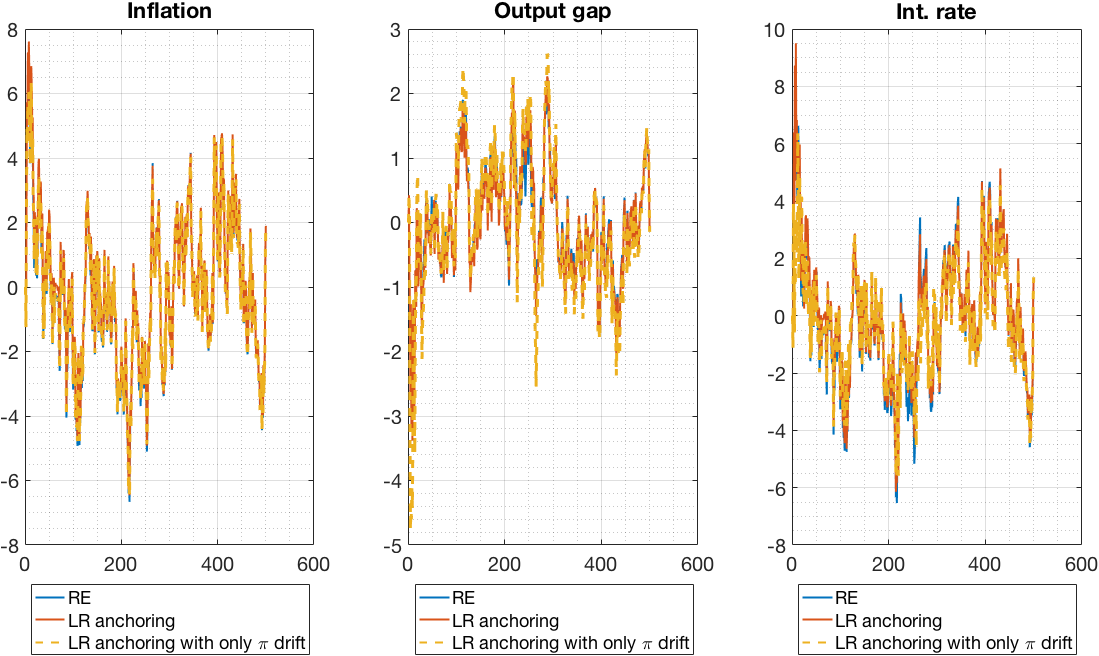 Inflation
8
6
4
2
0
-2
-4
-6
-8
0 200 400 600
RE
LR anchoring
LR anchoring with only π drift
Output gap
3
2
1
0
-1
-2
-3
-4
-5
0 200 400 600
RE
LR anchoring
LR anchoring with only π drift
Int. rate
10
8
6
4
2
0
-2
-4
-6
-8
0 200 400 600
RE
LR anchoring
LR anchoring with only π drift